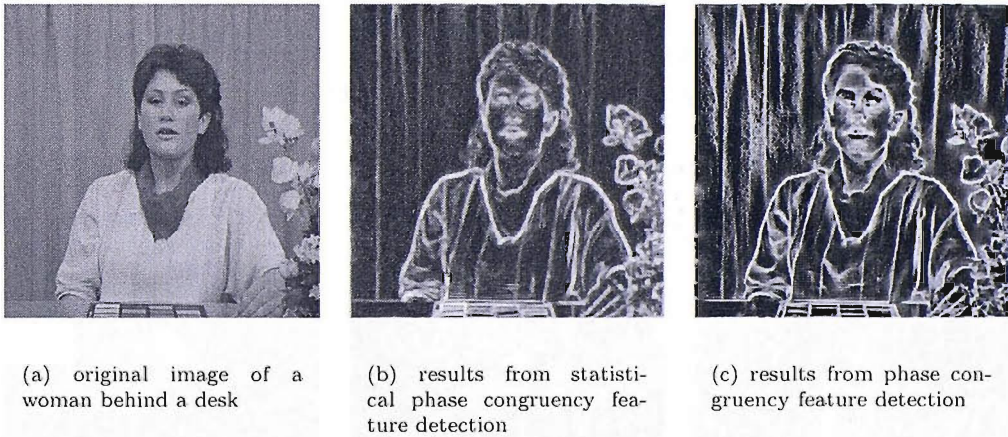 (a) original image of a
woman behind a desk
(b) results from statisti-
cal phase congruency fea-
ture detection
(c) results from phase con-
gruency feature detection